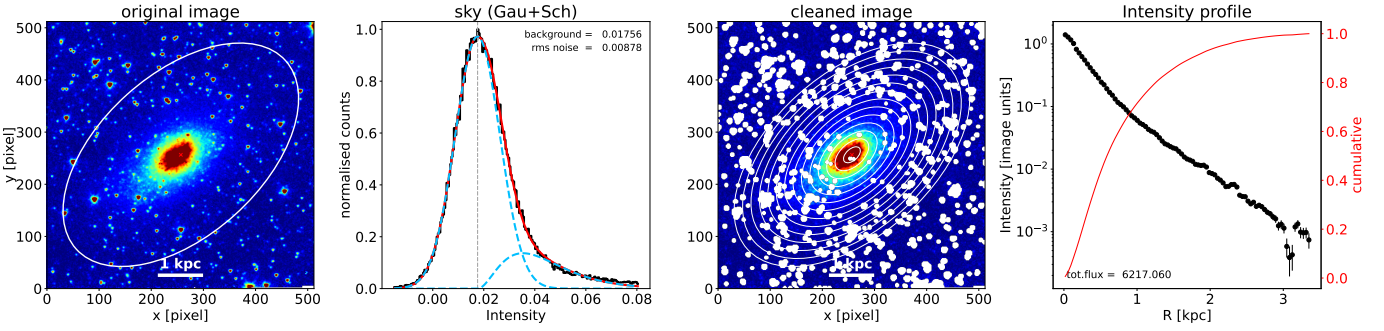 original image
500
400
300
200
100
0
y [pixel]
1 kpc
0 100 200 300 400 500
x [pixel]
sky (Gau+Sch)
background = 0.01756
rms noise = 0.00878
1.0
0.8
0.6
0.4
0.2
0.0
normalised counts
0.00 0.02 0.04 0.06 0.08
Intensity
cleaned image
500
400
300
200
100
0
1 kpc
0 100 200 300 400 500
x [pixel]
Intensity profile
10⁰
10⁻¹
10⁻²
10⁻³
Intensity [image units]
tot.flux = 6217.060
0 1 2 3
R [kpc]
1.0
0.8
0.6
0.4
0.2
0.0
cumulative